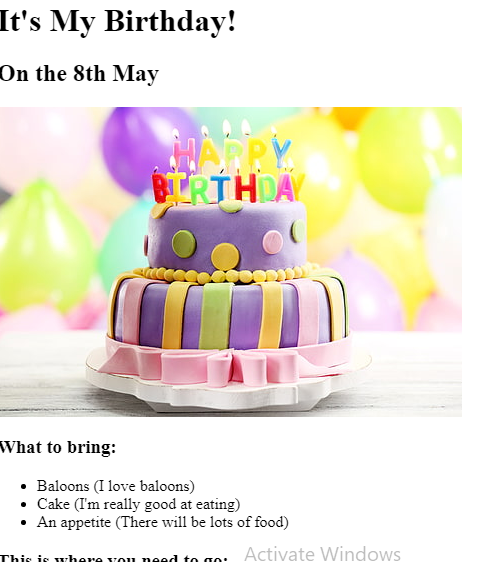 It's My Birthday!
On the 8th May
HAPPY
BIRTHDAY
What to bring:
Baloons (I love baloons)
Cake (I'm really good at eating)
An appetite (There will be lots of food)
This is where you need to go:
Activate Windows